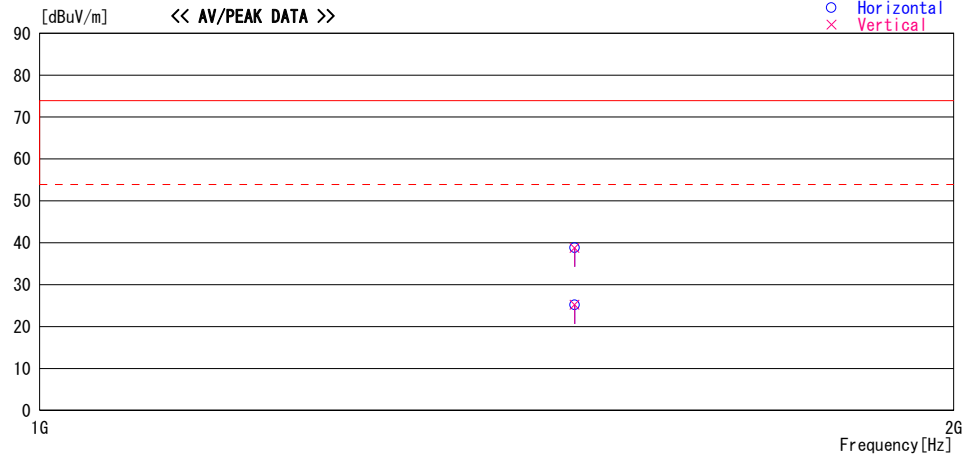 [dBuV/m] << AV/PEAK DATA >>
○ Horizontal
× Vertical
90
80
70
60
50
40
30
20
10
0
1G 2G
Frequency[Hz]